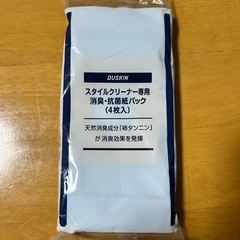 DUSKIN
スタイルクリーナー専用
消臭・抗菌紙パック
(4枚入)
天然消臭成分「柿タンニン」
が消臭効果を発揮